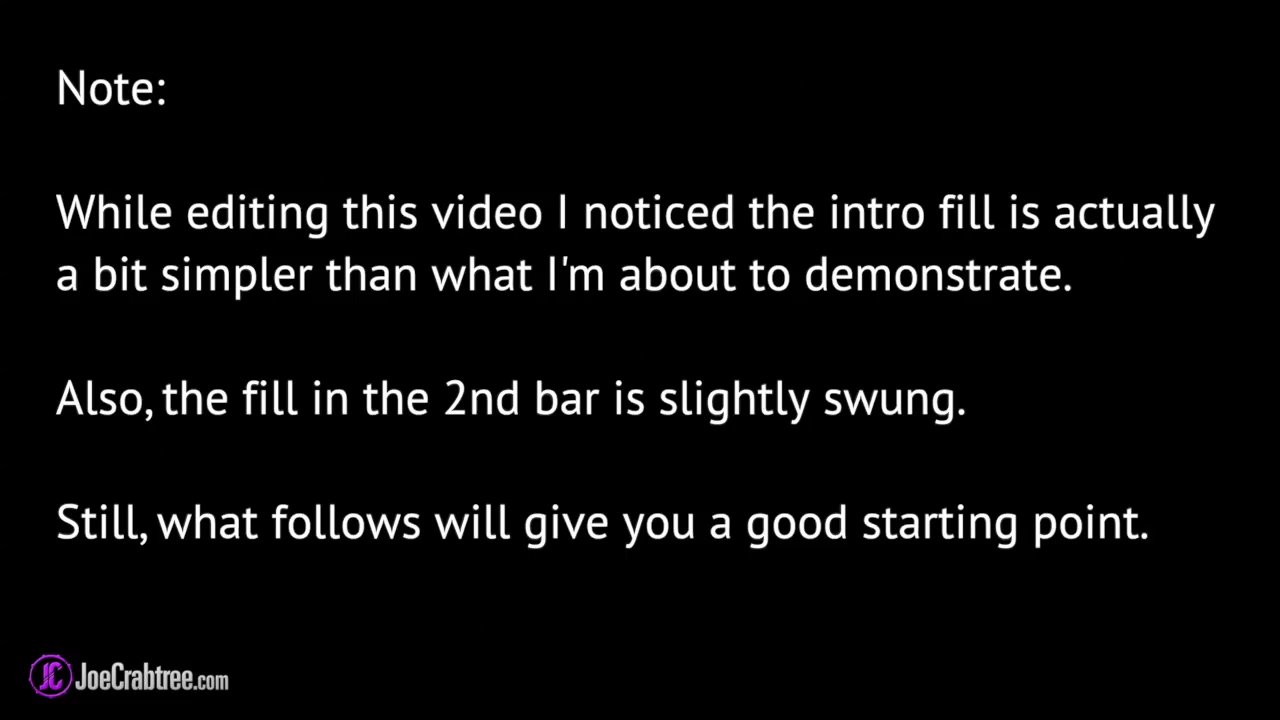 Note:
While editing this video I noticed the intro fill is actually
a bit simpler than what I'm about to demonstrate.
Also, the fill in the 2nd bar is slightly swung.
Still, what follows will give you a good starting point.
JC JoeCrabtree.com